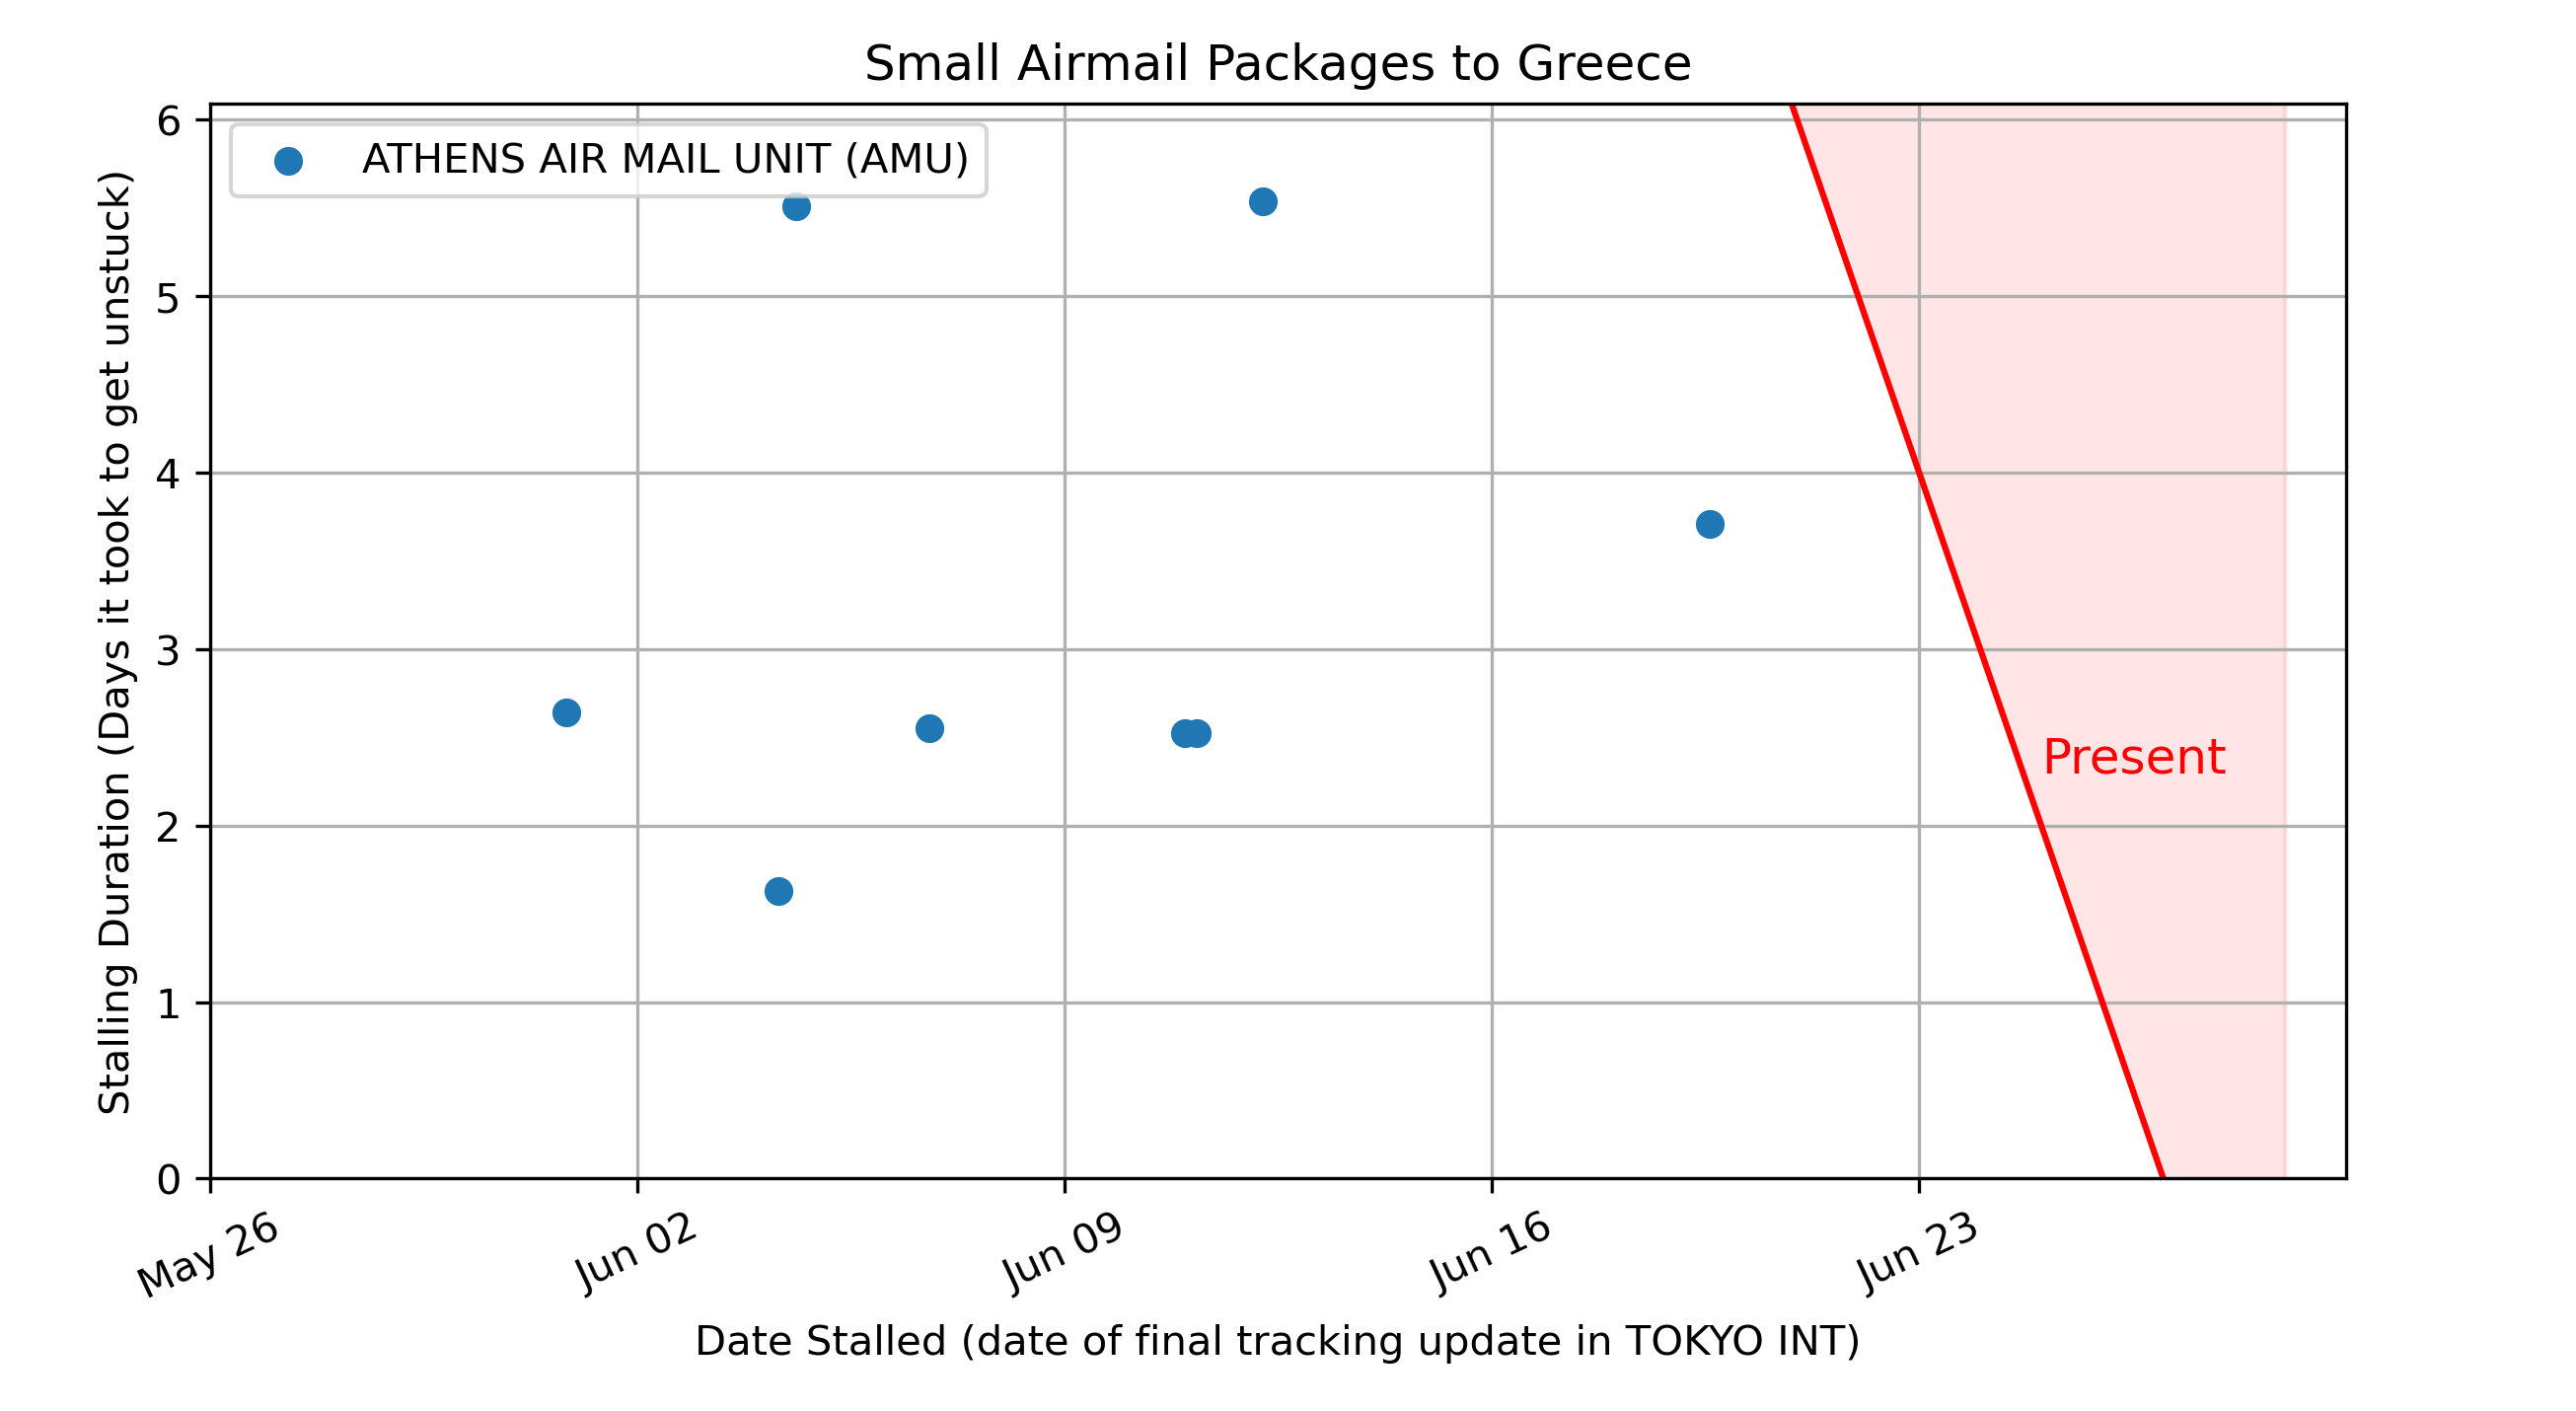 Small Airmail Packages to Greece
ATHENS AIR MAIL UNIT (AMU)
Stalling Duration (Days it took to get unstuck)
6
5
4
3
2
1
0
Present
May 26
Jun 02
Jun 09
Jun 16
Jun 23
Date Stalled (date of final tracking update in TOKYO INT)